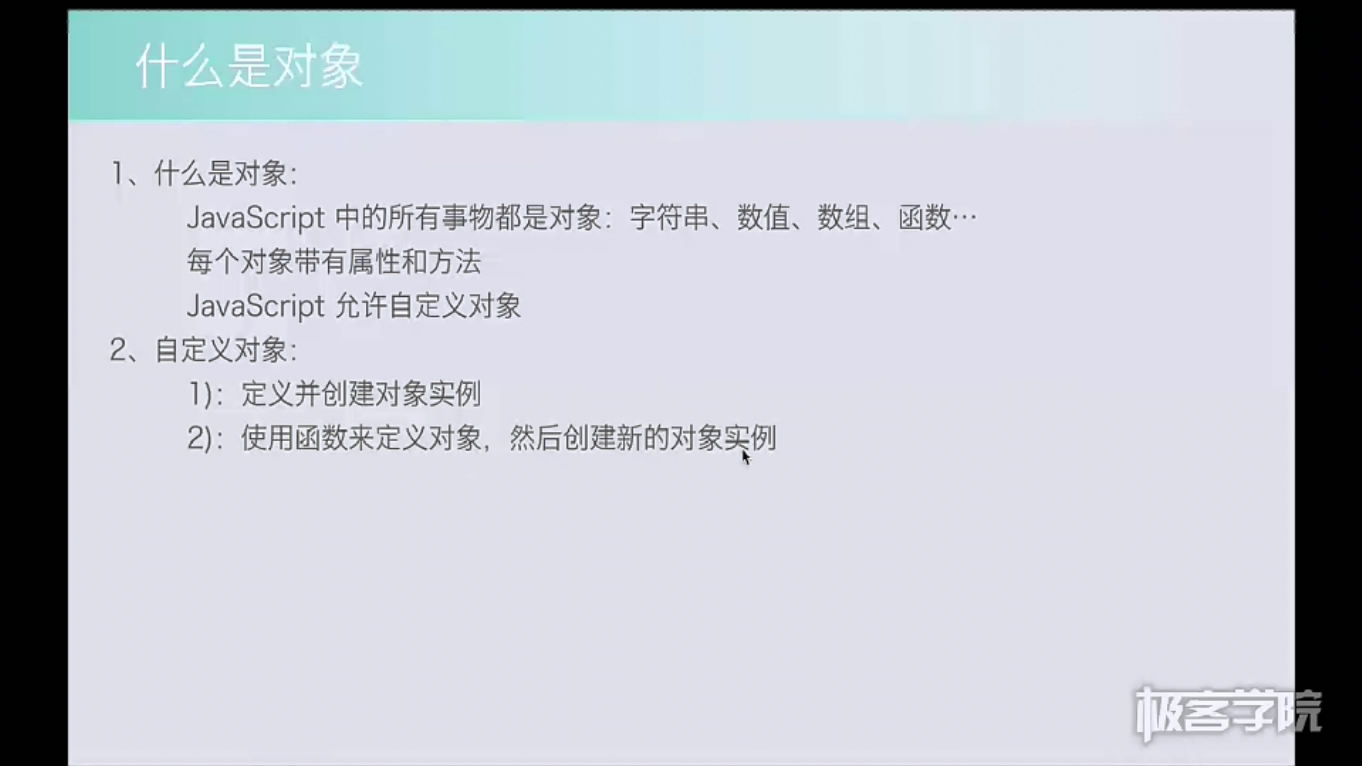 什么是对象
1、什么是对象：
JavaScript 中的所有事物都是对象：字符串、数值、数组、函数…
每个对象带有属性和方法
JavaScript 允许自定义对象
2、自定义对象：
1)：定义并创建对象实例
2)：使用函数来定义对象，然后创建新的对象实例
极客学院